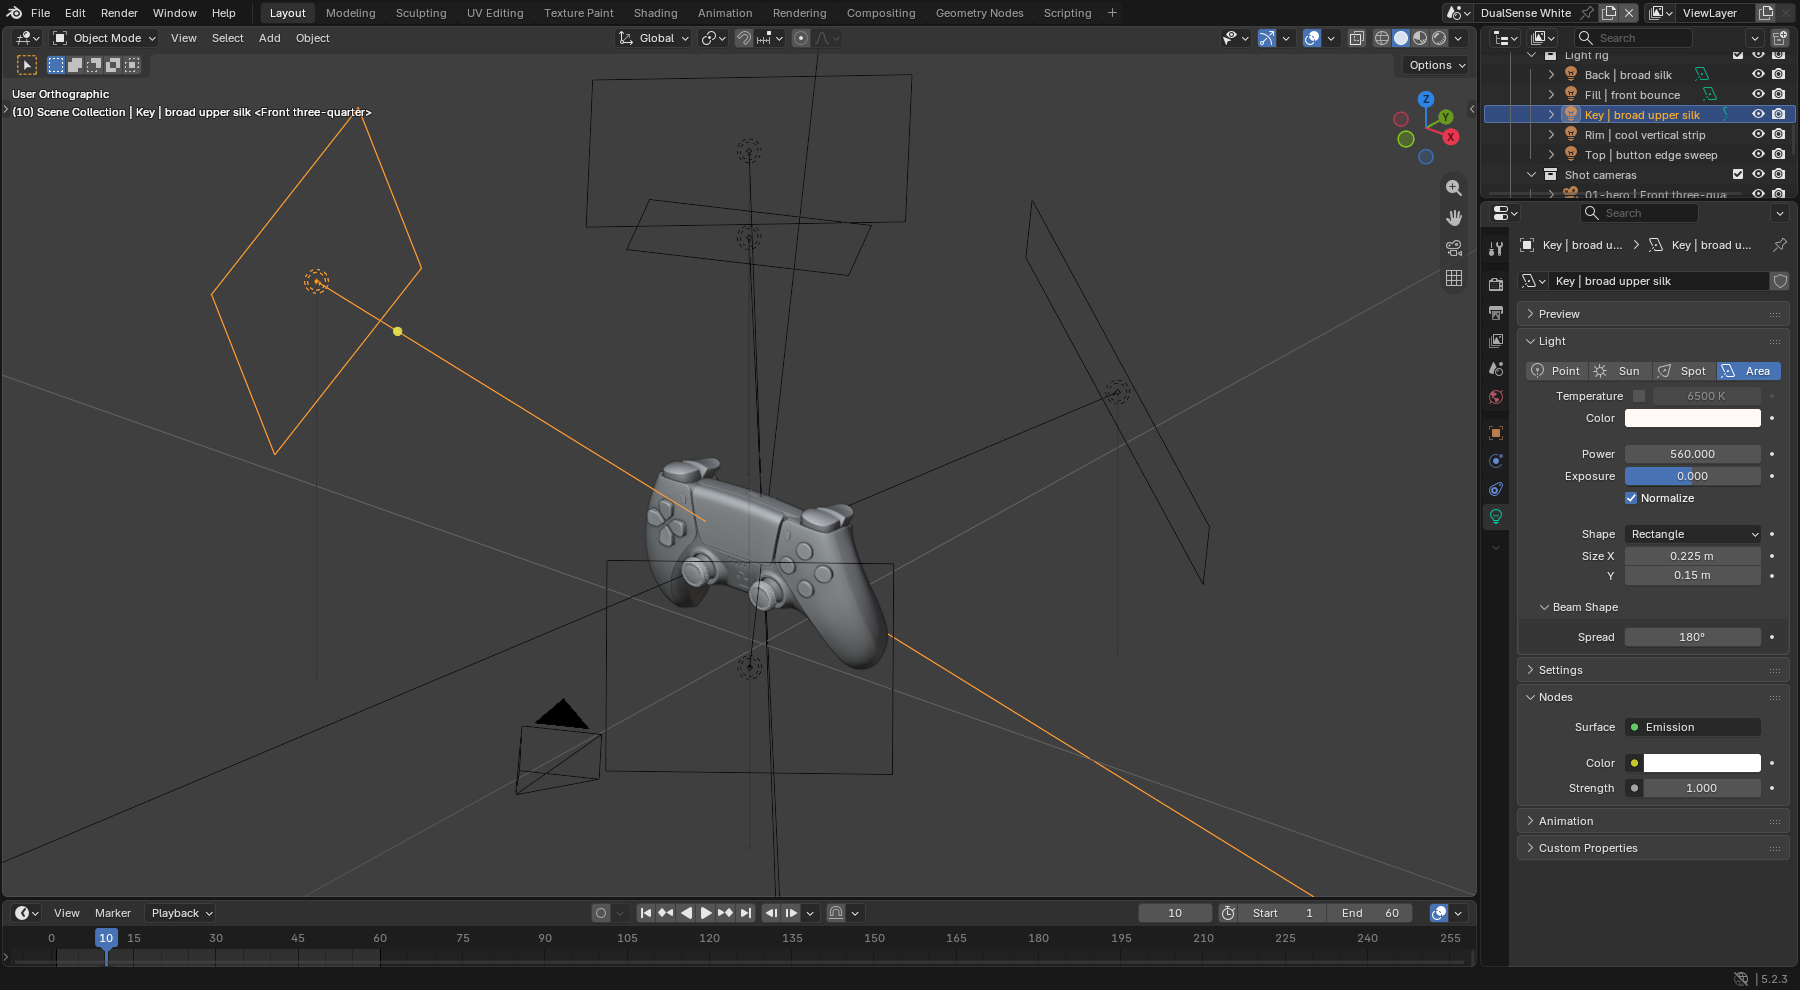 File Edit Render Window Help Layout Modeling Sculpting UV Editing Texture Paint Shading Animation Rendering Compositing Geometry Nodes Scripting + DualSense White ViewLayer
Object Mode View Select Add Object Global Search
Options
User Orthographic
(10) Scene Collection | Key | broad upper silk <Front three-quarter>
Z
Y
X
Light rig
Back | broad silk
Fill | front bounce
Key | broad upper silk
Rim | cool vertical strip
Top | button edge sweep
Shot cameras
01-hero | Front three-qua
Search
Key | broad u... Key | broad u...
Key | broad upper silk
Preview
Light
Point Sun Spot Area
Temperature 6500 K
Color
Power 560.000
Exposure 0.000
Normalize
Shape Rectangle
Size X 0.225 m
Y 0.15 m
Beam Shape
Spread 180°
Settings
Nodes
Surface Emission
Color
Strength 1.000
Animation
Custom Properties
View Marker Playback 10 Start 1 End 60
0 10 15 30 45 60 75 90 105 120 135 150 165 180 195 210 225 240 255
5.2.3